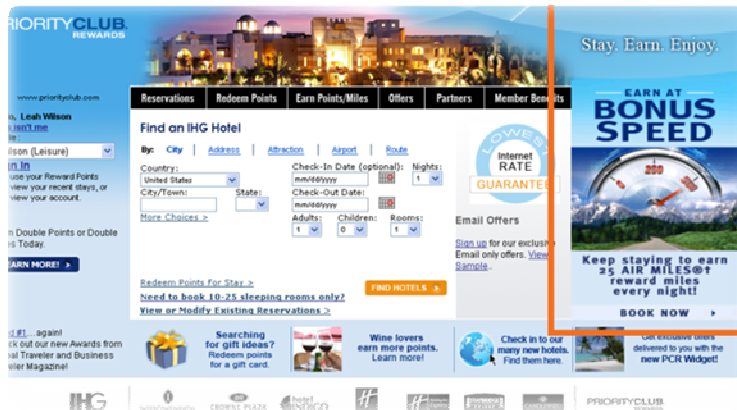 PRIORITYCLUB
REWARDS
www.priorityclub.com
Leah Wilson
isn't me
(Leisure)
use your Reward Points
view your recent stays, or
view your account.
Double Points or Double
Today.
MORE!
#1....again!
out our new Awards from
Traveler and Business
Magazine!
Reservations
Redeem Points
Earn Points/Miles
Offers
Partners
Member Benefits
Find an IHG Hotel
By: City | Address | Attraction | Airport | Route
Country:
United States
City/Town:
State:
More Choices >
Check-In Date (optional):
Nights:
mm/dd/yyyy
1
Check-Out Date:
mm/dd/yyyy
Adults:
Children:
Rooms:
1
0
1
Redeem Points For Stay >
FIND HOTELS
Need to book 10-25 sleeping rooms only?
View or Modify Existing Reservations >
LOWEST
Internet
RATE
GUARANTEE
Email Offers
Sign up for our exclusive
Email only offers. View
Sample..
Stay. Earn. Enjoy.
EARN AT
BONUS
SPEED
Keep staying to earn
25 AIR MILES®†
reward miles
every night!
BOOK NOW
Searching
for gift ideas?
Redeem points
for a gift card.
Wine lovers
earn more points.
Learn more!
Check in to our
many new hotels.
Find them here.
Get exclusive offers
delivered to you with the
new PCR Widget!
IHG
INTERCONTINENTAL
CROWNE PLAZA
hotel
INDIGO
CANDLEWOOD
PRIORITYCLUB